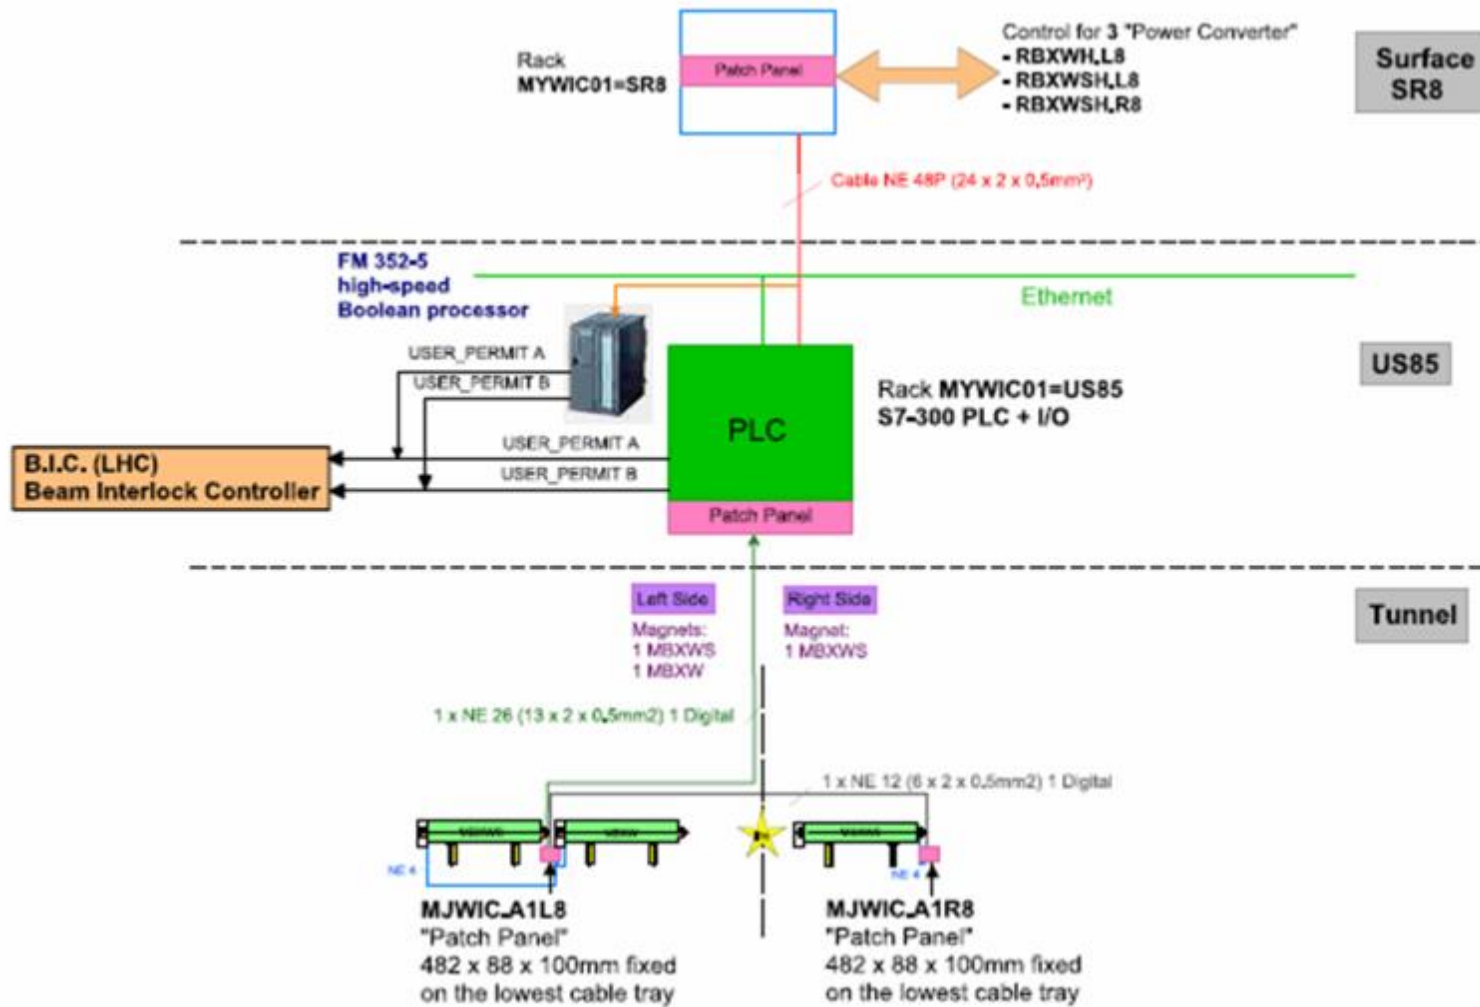 Rack
MYWIC01=SR8
Patch Panel
Control for 3 "Power Converter"
- RBXWH.L8
- RBXWSH.L8
- RBXWSH.R8
Surface
SR8
Cable NE 48P (24 x 2 x 0,5mm²)
FM 352-5
high-speed
Boolean processor
Ethernet
USER_PERMIT A
USER_PERMIT B
US85
Rack MYWIC01=US85
S7-300 PLC + I/O
PLC
USER_PERMIT A
USER_PERMIT B
B.I.C. (LHC)
Beam Interlock Controller
Patch Panel
Left Side
Right Side
Tunnel
Magnets:
1 MBXWS
1 MBXW
Magnet:
1 MBXWS
1 x NE 26 (13 x 2 x 0,5mm2) 1 Digital
1 x NE 12 (6 x 2 x 0,5mm2) 1 Digital
MBXWS
MBXW
NE 4
NE 4
MJWIC.A1L8
"Patch Panel"
482 x 88 x 100mm fixed
on the lowest cable tray
MJWIC.A1R8
"Patch Panel"
482 x 88 x 100mm fixed
on the lowest cable tray